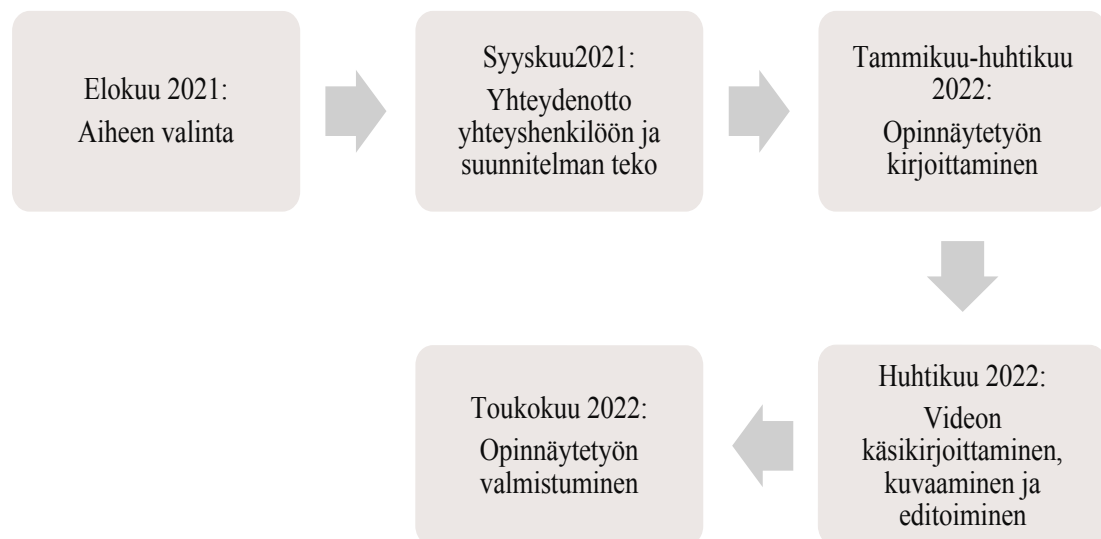 Elokuu 2021:
Aiheen valinta
Syyskuu2021:
Yhteydenotto
yhteyshenkilöön ja
suunnitelman teko
Tammikuu-huhtikuu
2022:
Opinnäytetyön
kirjoittaminen
Huhtikuu 2022:
Videon
käsikirjoittaminen,
kuvaaminen ja
editoiminen
Toukokuu 2022:
Opinnäytetyön
valmistuminen